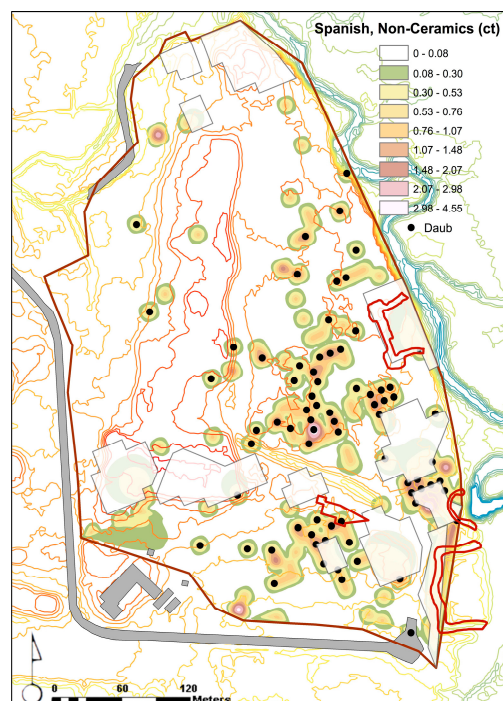 Spanish, Non-Ceramics (ct)
0 - 0.08
0.08 - 0.30
0.30 - 0.53
0.53 - 0.76
0.76 - 1.07
1.07 - 1.48
1.48 - 2.07
2.07 - 2.98
2.98 - 4.55
Daub
0 60 120
Meters